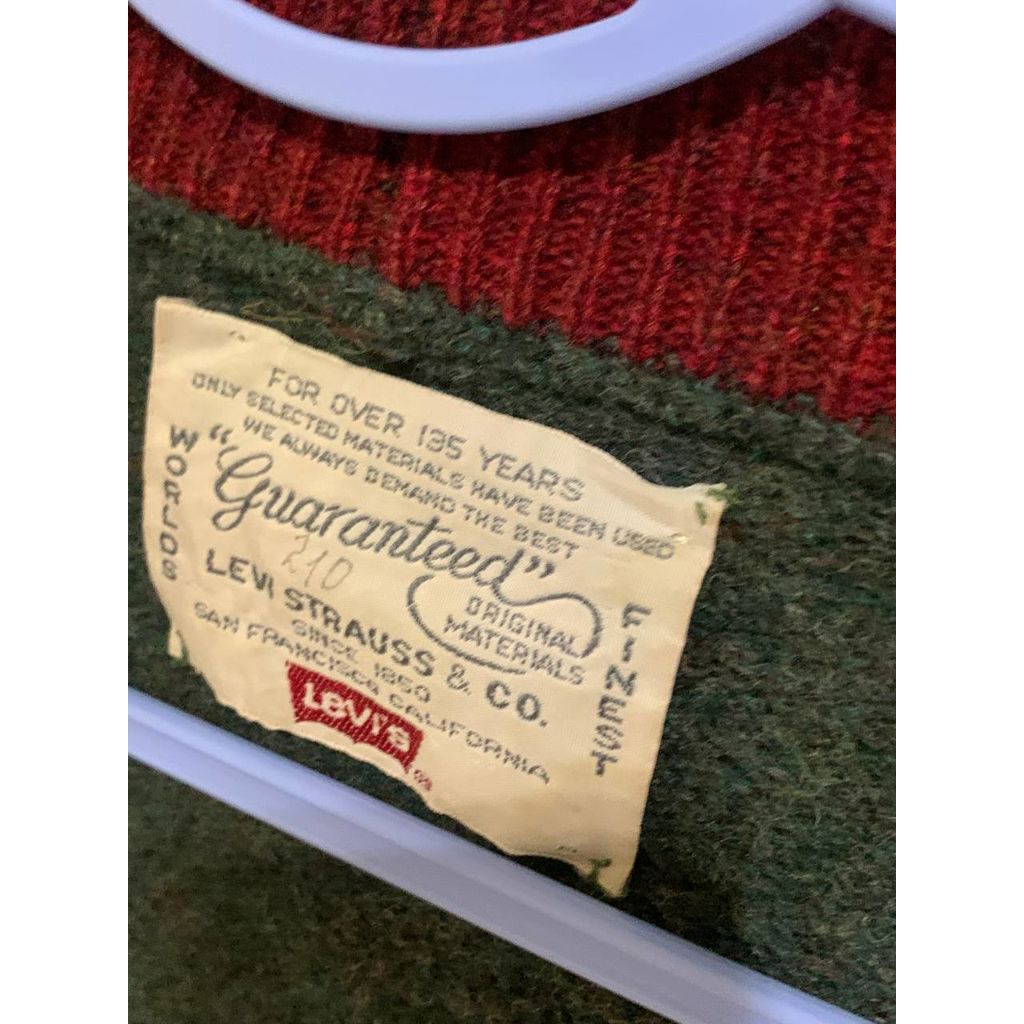 FOR OVER 135 YEARS
ONLY SELECTED MATERIALS HAVE BEEN USED
WE ALWAYS DEMAND THE BEST
WORLDS
"Guaranteed"
210
ORIGINAL
MATERIALS
FINEST
LEVI STRAUSS & CO.
SINCE 1850
SAN FRANCISCO CALIFORNIA
LEVI'S